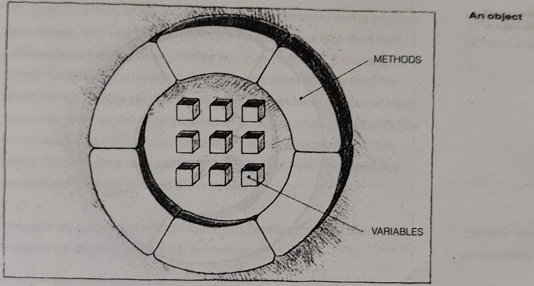 An object
METHODS
VARIABLES